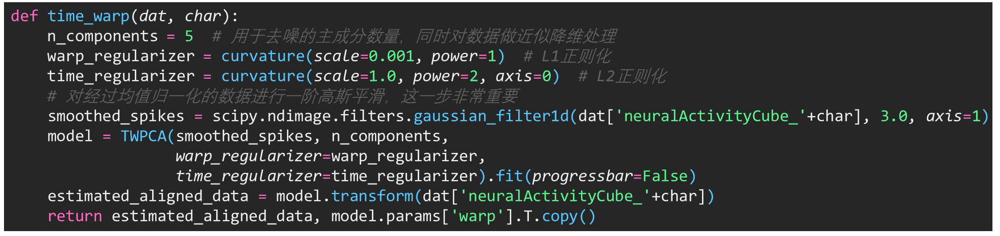 def time_warp(dat, char):
    n_components = 5  # 用于去噪的主成分数量，同时对数据做近似降维处理
    warp_regularizer = curvature(scale=0.001, power=1)  # L1正则化
    time_regularizer = curvature(scale=1.0, power=2, axis=0)  # L2正则化
    # 对经过均值归一化的数据进行一阶高斯平滑，这一步非常重要
    smoothed_spikes = scipy.ndimage.filters.gaussian_filter1d(dat['neuralActivityCube_'+char], 3.0, axis=1)
    model = TWPCA(smoothed_spikes, n_components,
                  warp_regularizer=warp_regularizer,
                  time_regularizer=time_regularizer).fit(progressbar=False)
    estimated_aligned_data = model.transform(dat['neuralActivityCube_'+char])
    return estimated_aligned_data, model.params['warp'].T.copy()